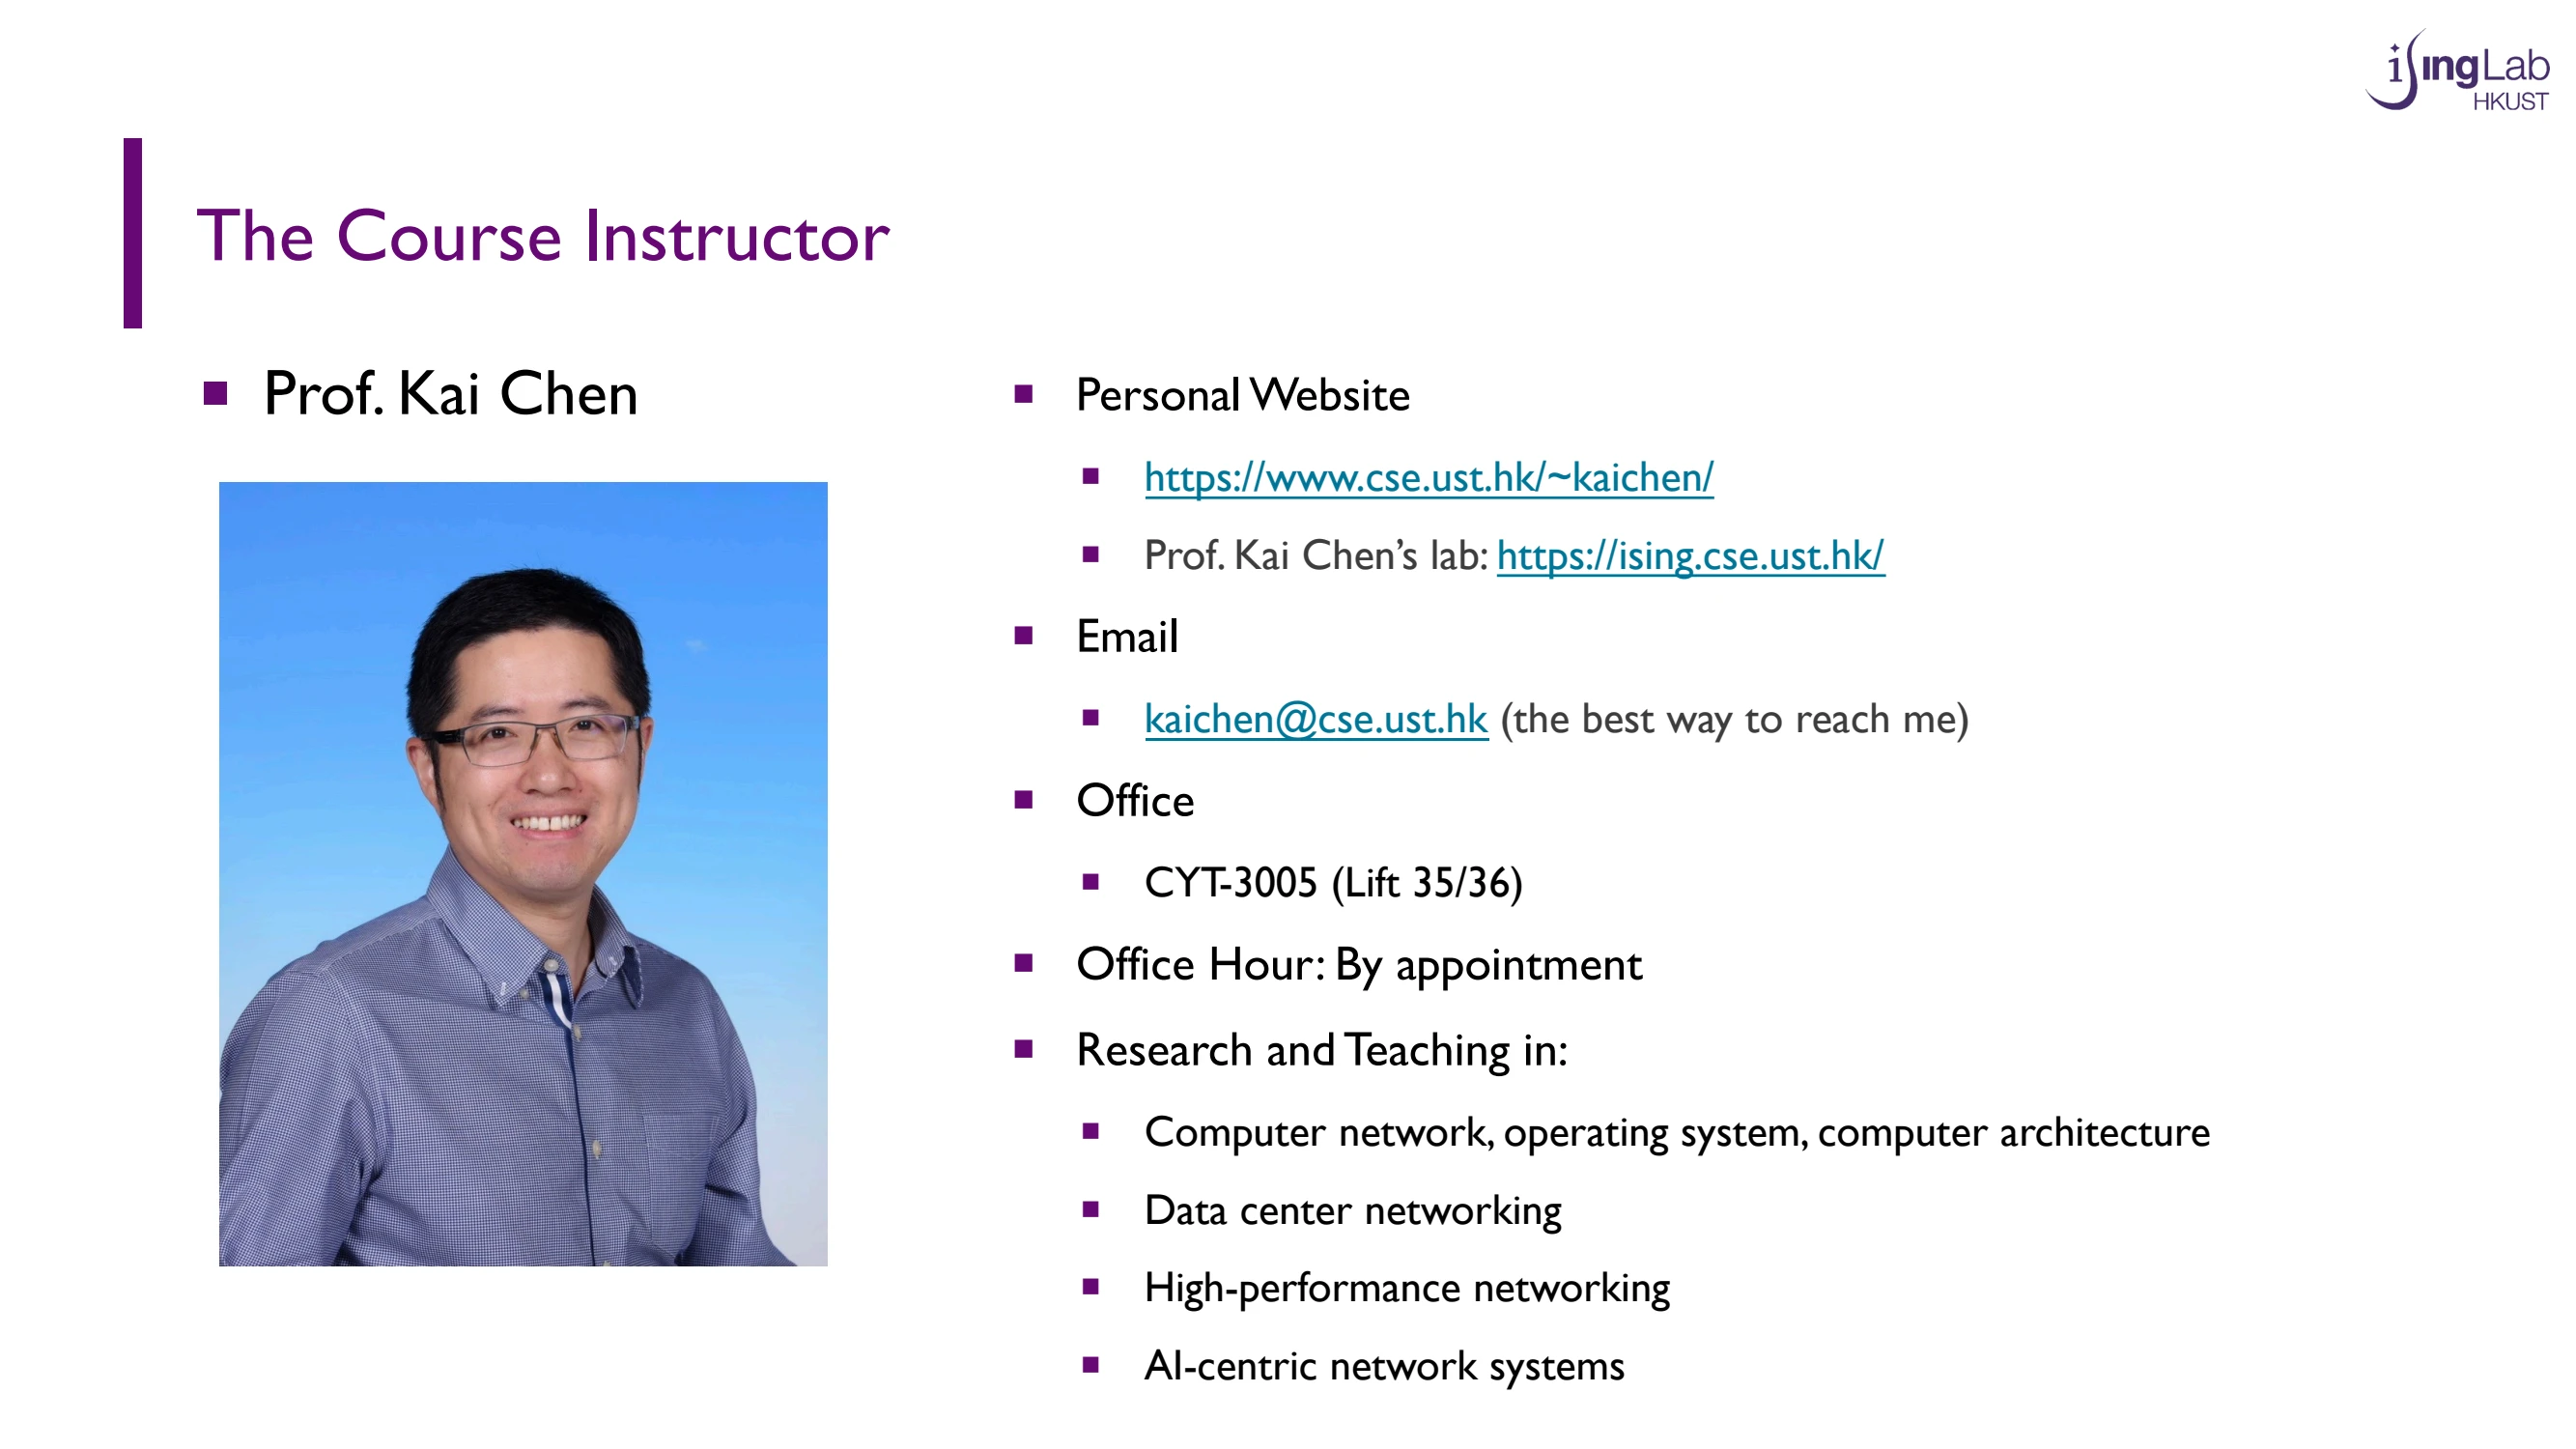 iSing Lab
HKUST
The Course Instructor
Prof. Kai Chen
Personal Website
https://www.cse.ust.hk/~kaichen/
Prof. Kai Chen’s lab: https://ising.cse.ust.hk/
Email
kaichen@cse.ust.hk (the best way to reach me)
Office
CYT-3005 (Lift 35/36)
Office Hour: By appointment
Research and Teaching in:
Computer network, operating system, computer architecture
Data center networking
High-performance networking
AI-centric network systems